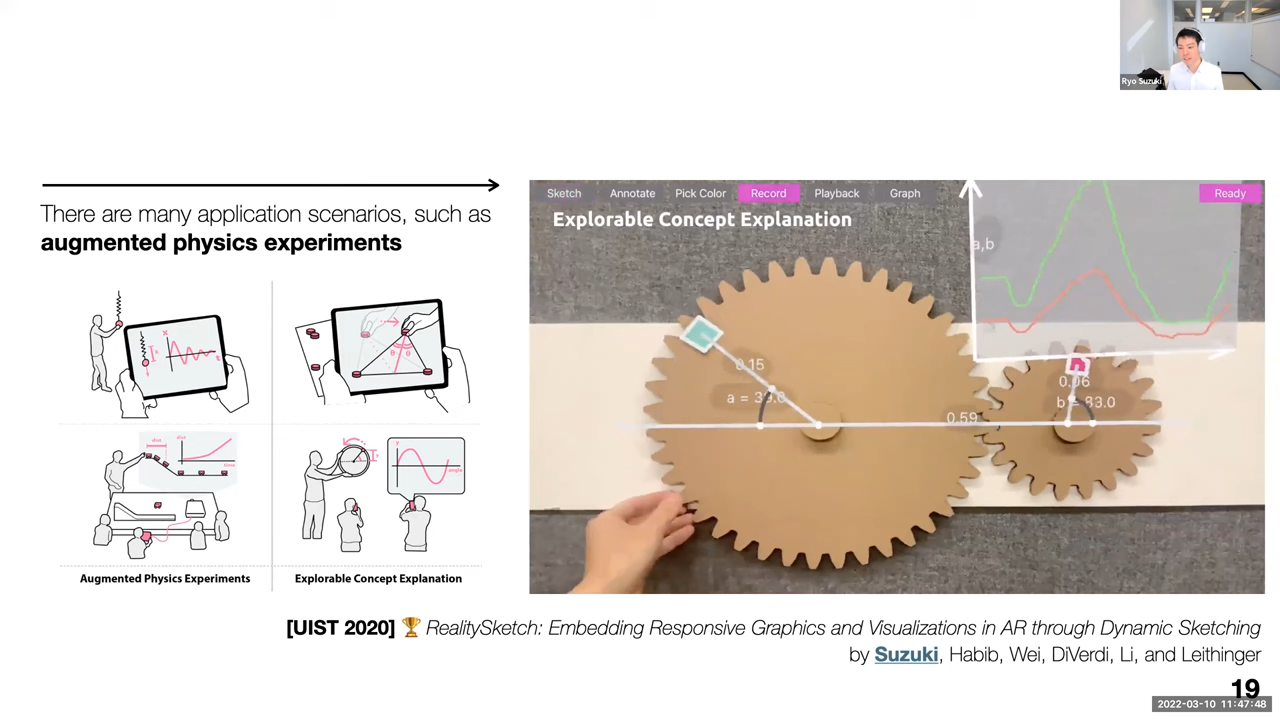 Ryo Suzuki
There are many application scenarios, such as
augmented physics experiments
Augmented Physics Experiments
Explorable Concept Explanation
Sketch Annotate Pick Color Record Playback Graph Ready
Explorable Concept Explanation
a,b
0.15
a = 39.0
0.59
0.06
b = 83.0
[UIST 2020] 🏆 RealitySketch: Embedding Responsive Graphics and Visualizations in AR through Dynamic Sketching
by Suzuki, Habib, Wei, DiVerdi, Li, and Leithinger
19
2022-03-10 11:47:48